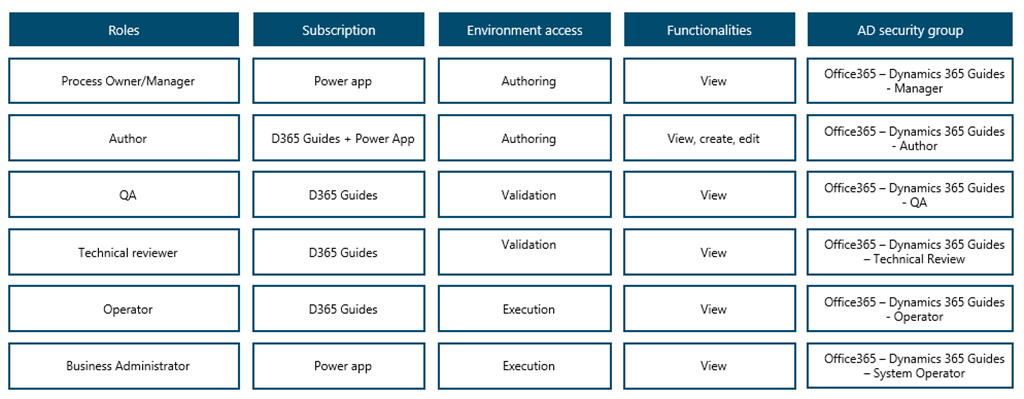 Roles
Subscription
Environment access
Functionalities
AD security group
Process Owner/Manager
Power app
Authoring
View
Office365 – Dynamics 365 Guides
- Manager
Author
D365 Guides + Power App
Authoring
View, create, edit
Office365 – Dynamics 365 Guides
- Author
QA
D365 Guides
Validation
View
Office365 – Dynamics 365 Guides
- QA
Technical reviewer
D365 Guides
Validation
View
Office365 – Dynamics 365 Guides
– Technical Review
Operator
D365 Guides
Execution
View
Office365 – Dynamics 365 Guides
- Operator
Business Administrator
Power app
Execution
View
Office365 – Dynamics 365 Guides
– System Operator